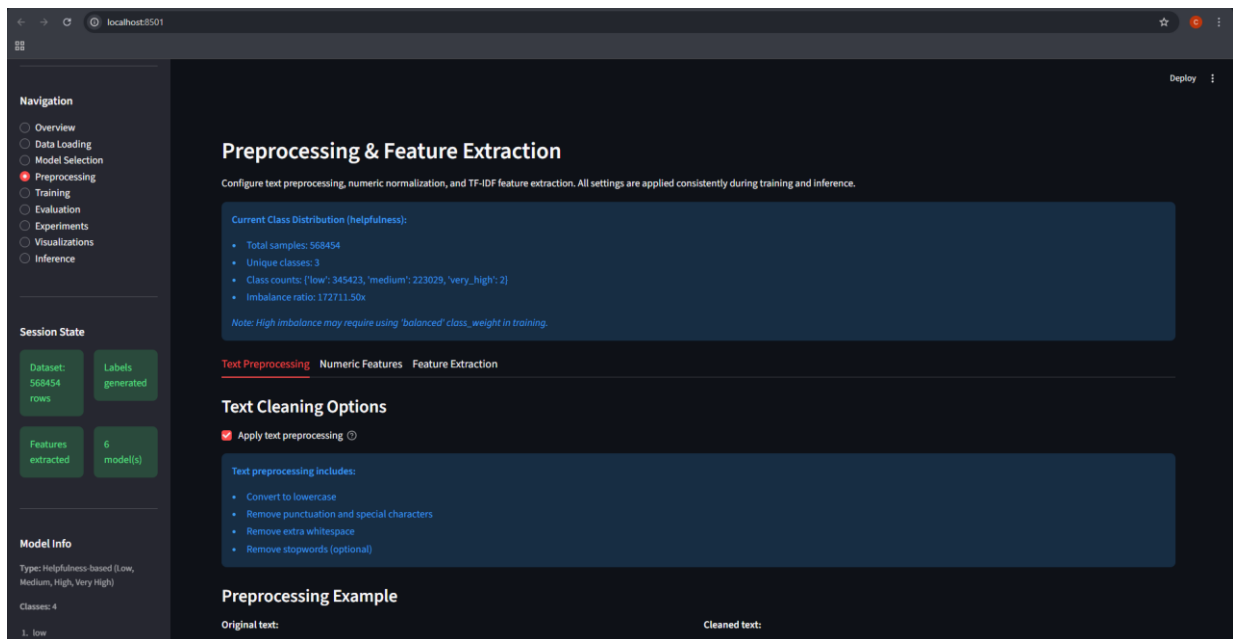 localhost:8501
C
Deploy
Navigation
Overview
Data Loading
Model Selection
Preprocessing
Training
Evaluation
Experiments
Visualizations
Inference
Session State
Dataset:
568454
rows
Labels
generated
Features
extracted
6
model(s)
Model Info
Type: Helpfulness-based (Low,
Medium, High, Very High)
Classes: 4
1. low
Preprocessing & Feature Extraction
Configure text preprocessing, numeric normalization, and TF-IDF feature extraction. All settings are applied consistently during training and inference.
Current Class Distribution (helpfulness):
• Total samples: 568454
• Unique classes: 3
• Class counts: {'low': 345423, 'medium': 223029, 'very_high': 2}
• Imbalance ratio: 172711.50x
Note: High imbalance may require using 'balanced' class_weight in training.
Text Preprocessing Numeric Features Feature Extraction
Text Cleaning Options
Apply text preprocessing
Text preprocessing includes:
• Convert to lowercase
• Remove punctuation and special characters
• Remove extra whitespace
• Remove stopwords (optional)
Preprocessing Example
Original text: Cleaned text: